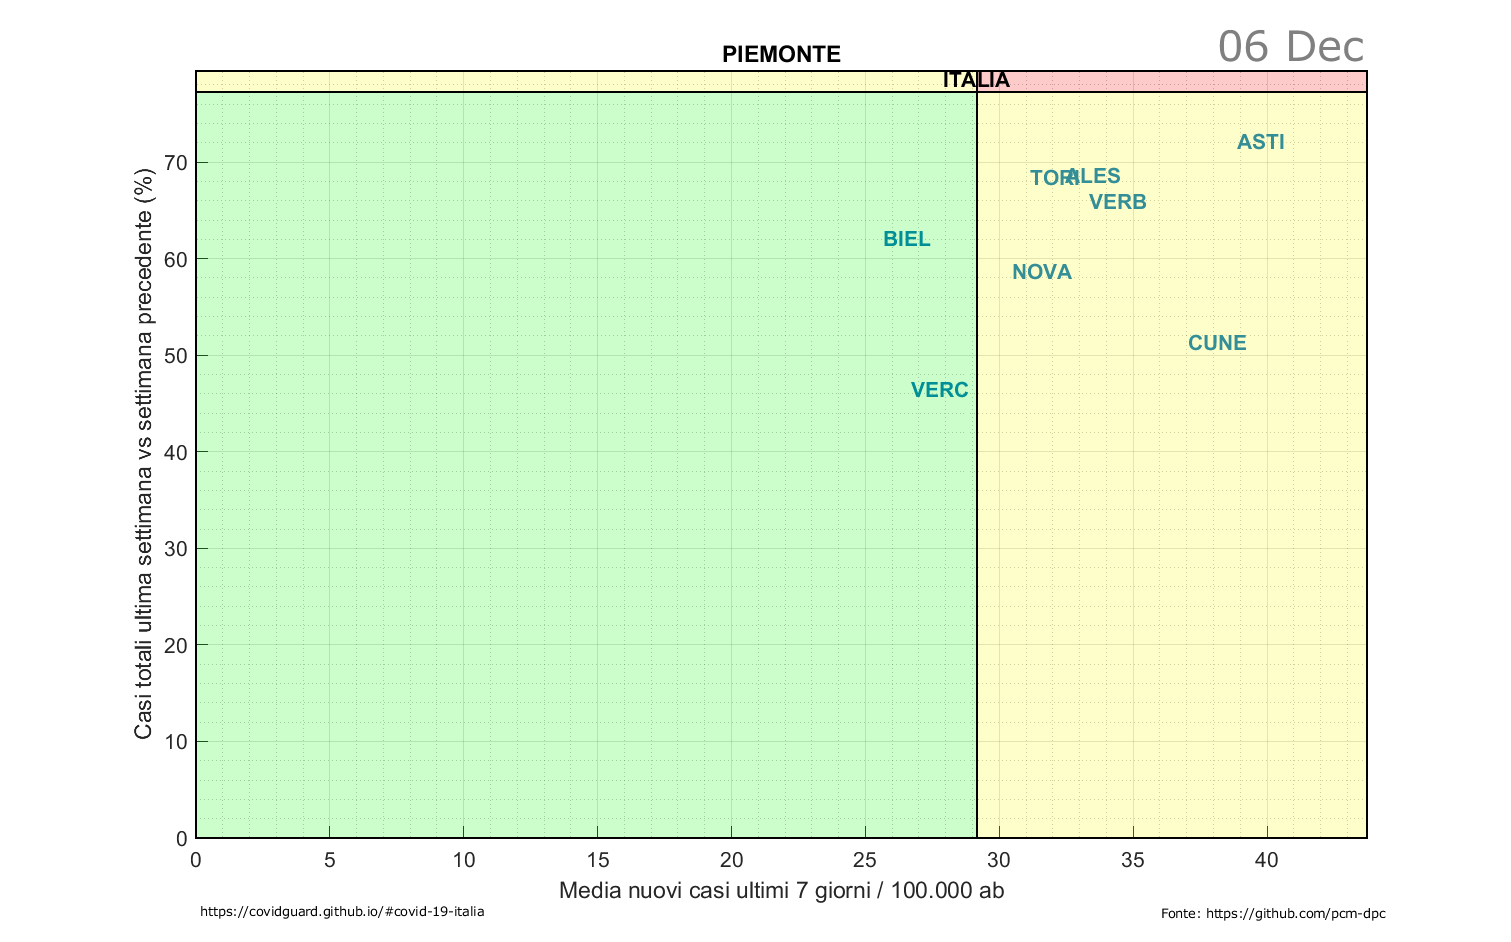 06 Dec
PIEMONTE
ITALIA
ASTI
TORI
ALES
VERB
BIEL
NOVA
CUNE
VERC
Casi totali ultima settimana vs settimana precedente (%)
70
60
50
40
30
20
10
0
0 5 10 15 20 25 30 35 40
Media nuovi casi ultimi 7 giorni / 100.000 ab
https://covidguard.github.io/#covid-19-italia
Fonte: https://github.com/pcm-dpc